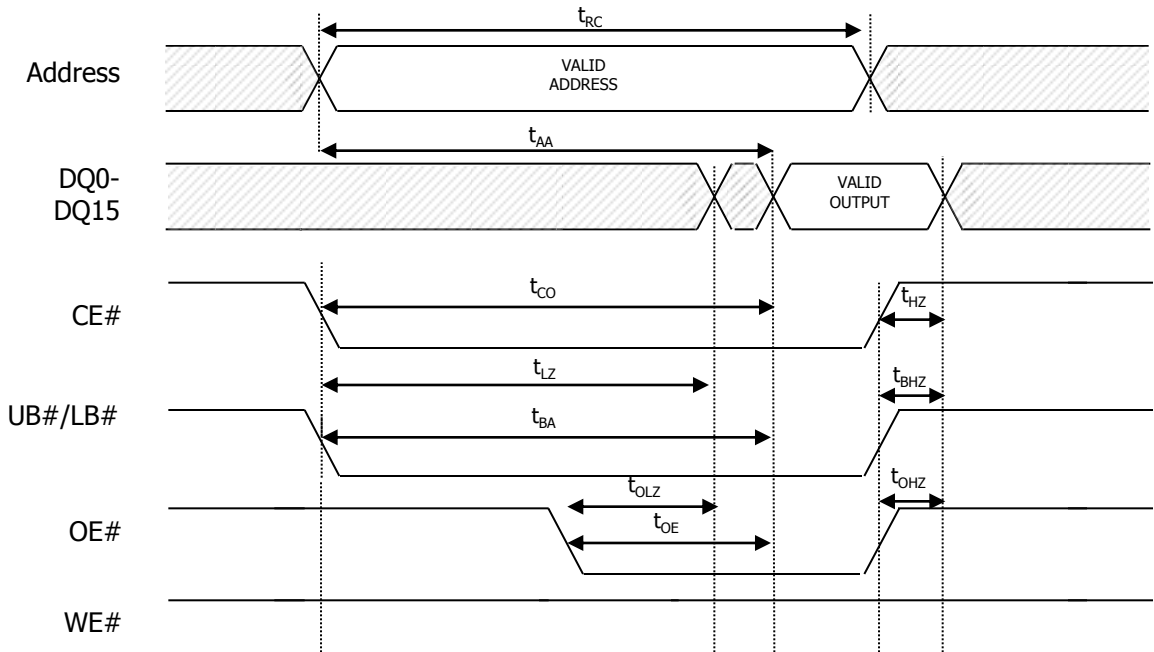 tRC
Address
VALID
ADDRESS
tAA
DQ0-
DQ15
VALID
OUTPUT
CE#
tCO
tHZ
tLZ
tBHZ
UB#/LB#
tBA
tOLZ
tOHZ
OE#
tOE
WE#